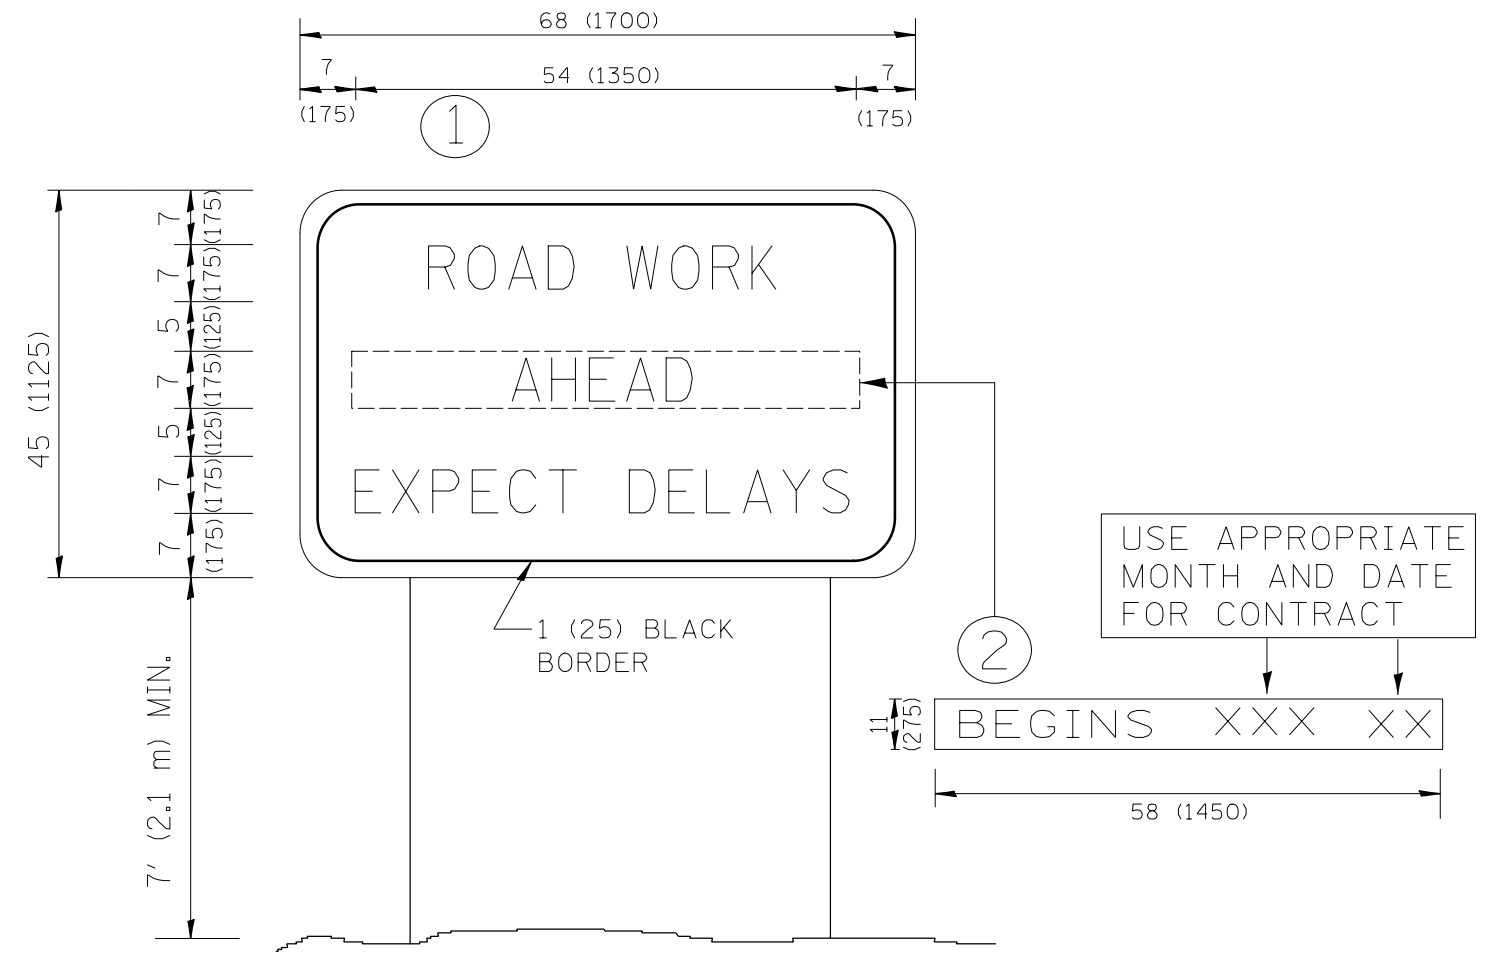 68 (1700)
7
54 (1350)
7
(175)
(175)
1
7
(175)
7
(175)
5
(125)
7
(175)
5
(125)
7
(175)
7
(175)
45 (1125)
ROAD WORK
AHEAD
EXPECT DELAYS
1 (25) BLACK
BORDER
7' (2.1 m) MIN.
2
USE APPROPRIATE
MONTH AND DATE
FOR CONTRACT
11
(275)
BEGINS XXX XX
58 (1450)